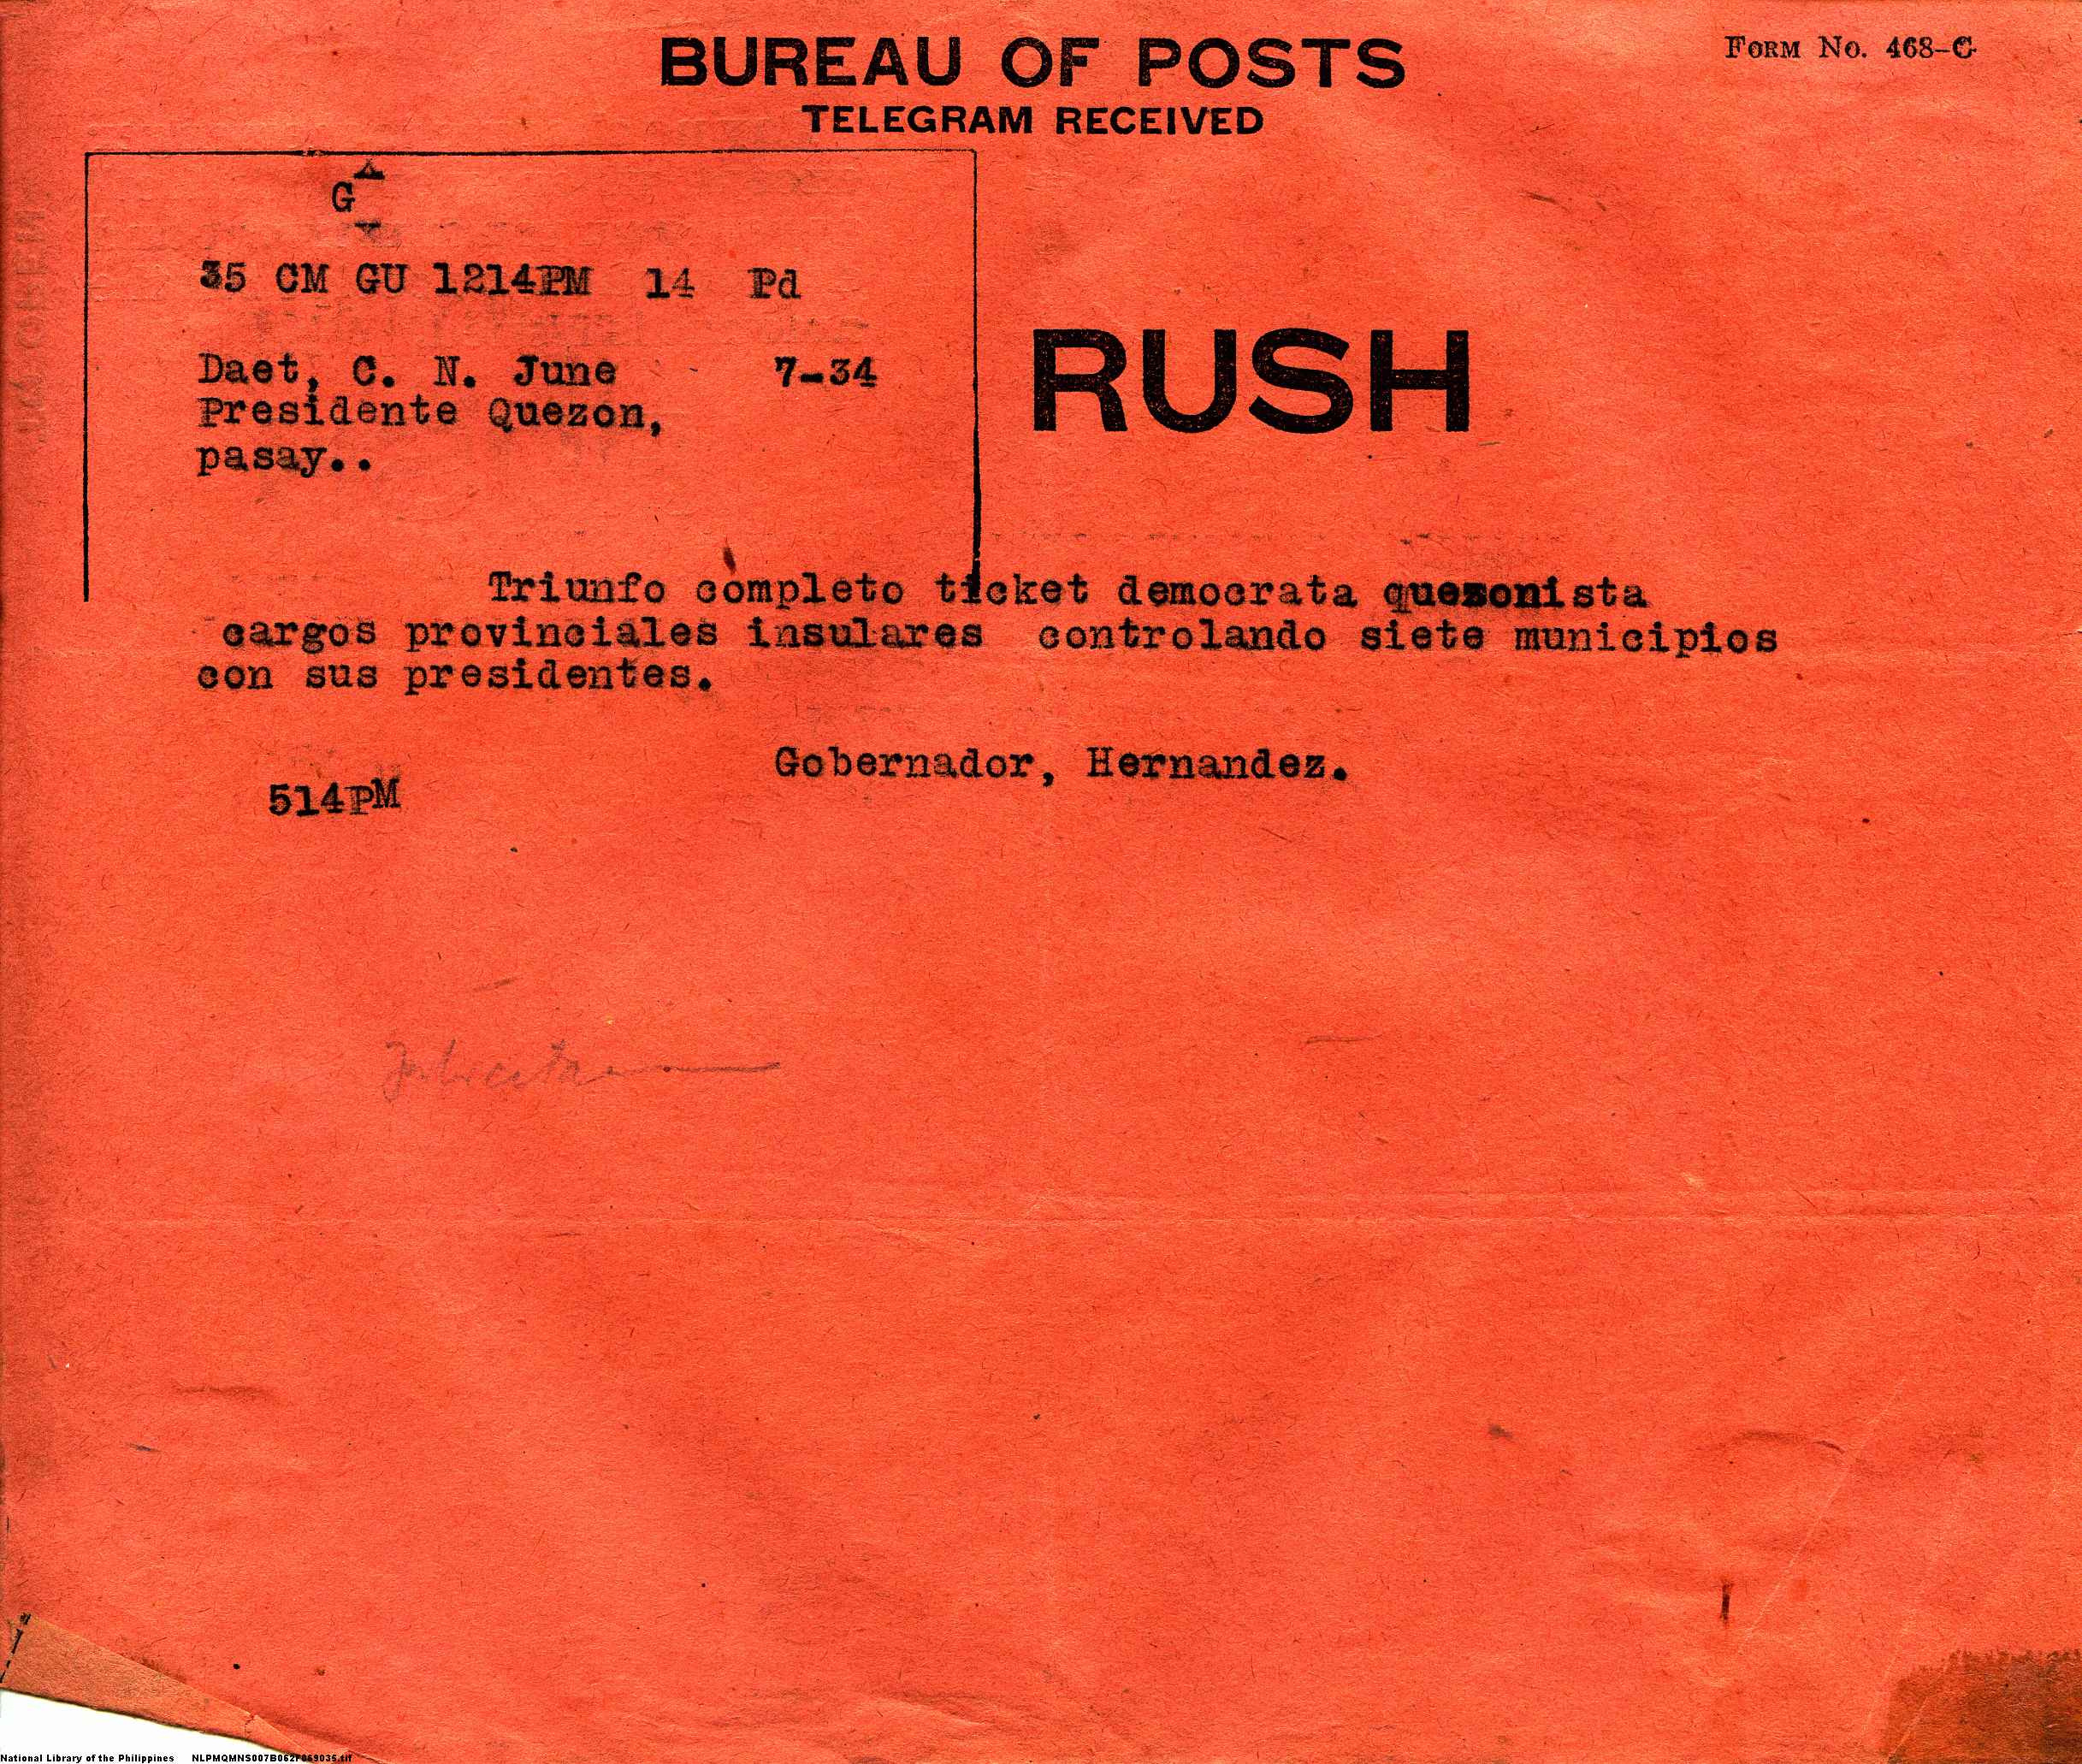 BUREAU OF POSTS
FORM NO. 468-C
TELEGRAM RECEIVED
G
35 CM GU 1214PM 14 Pd
RUSH
Daet, C. N. June 7-34
Presidente Quezon,
pasay..
Triunfo completo ticket democrata quezonista
cargos provinciales insulares controlando siete municipios
con sus presidentes.
Gobernador, Hernandez.
514PM
National Library of the Philippines